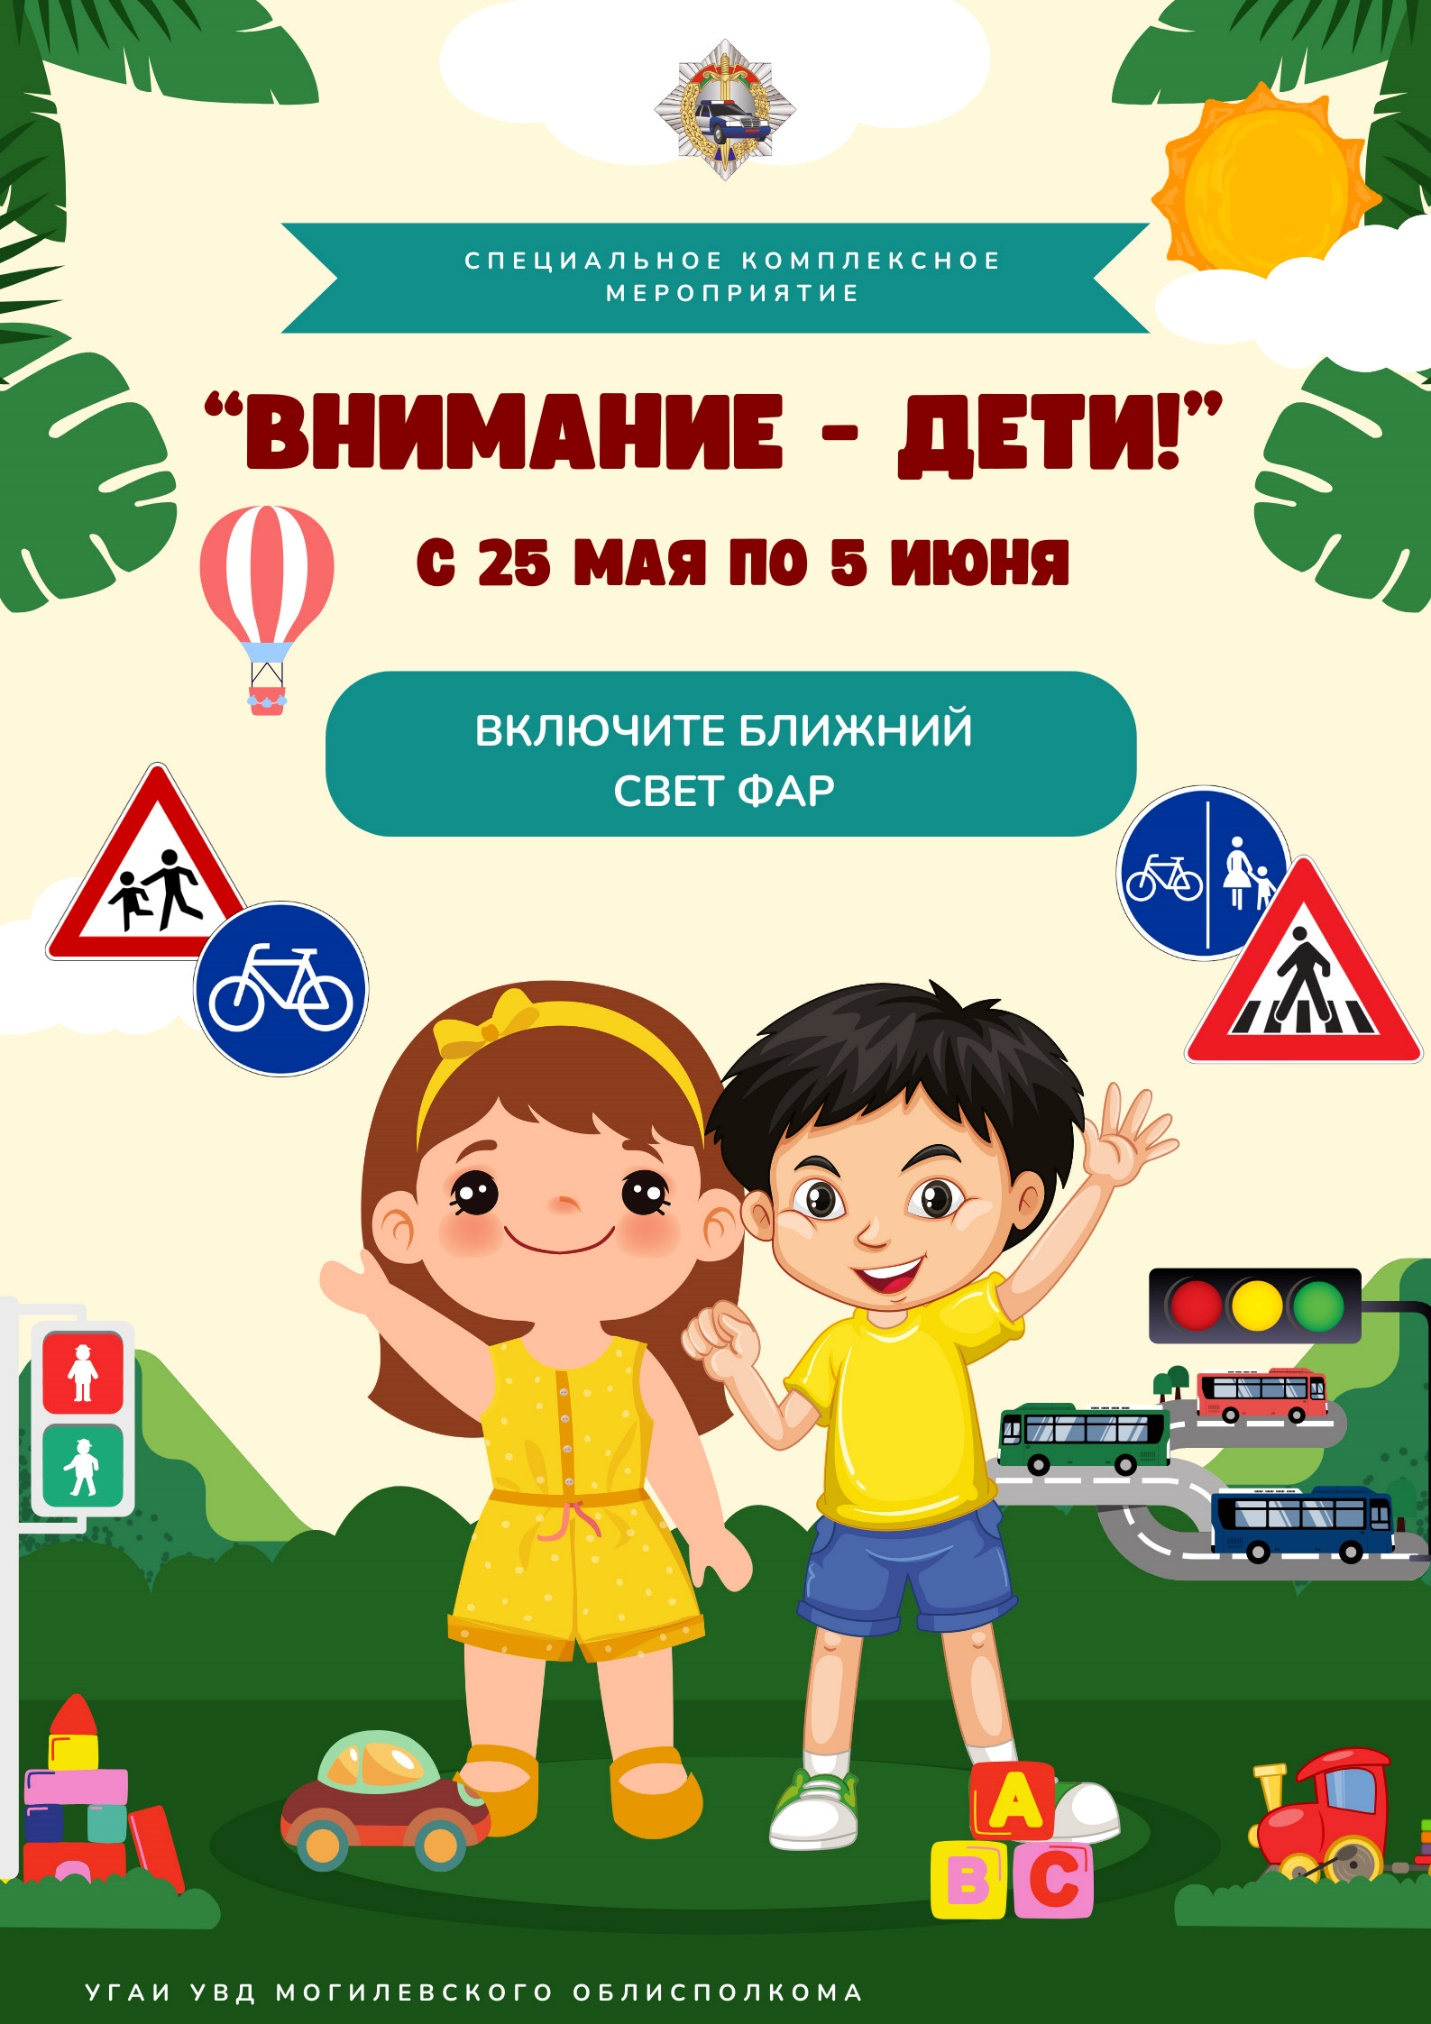 СПЕЦИАЛЬНОЕ КОМПЛЕКСНОЕ
МЕРОПРИЯТИЕ
“ВНИМАНИЕ - ДЕТИ!”
С 25 МАЯ ПО 5 ИЮНЯ
ВКЛЮЧИТЕ БЛИЖНИЙ
СВЕТ ФАР
A
B C
УГАИ УВД МОГИЛЕВСКОГО ОБЛИСПОЛКОМА